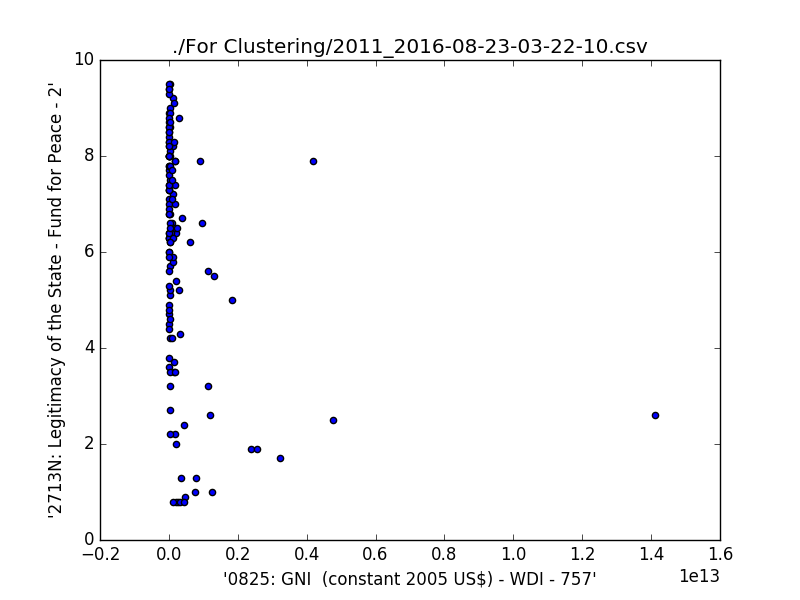 ./For Clustering/2011_2016-08-23-03-22-10.csv
10
8
6
4
2
0
'2713N: Legitimacy of the State - Fund for Peace - 2'
−0.2 0.0 0.2 0.4 0.6 0.8 1.0 1.2 1.4 1.6
1e13
'0825: GNI  (constant 2005 US$) - WDI - 757'